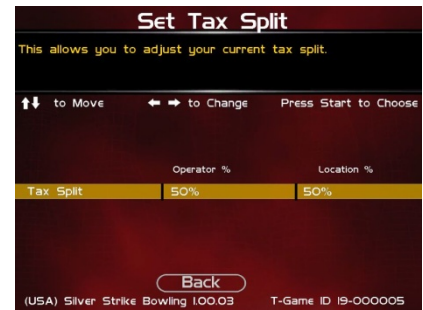 Set Tax Split
This allows you to adjust your current tax split.
to Move to Change Press Start to Choose
Operator % Location %
Tax Split 50% 50%
Back
(USA) Silver Strike Bowling 1.00.03 T-Game ID 19-000005